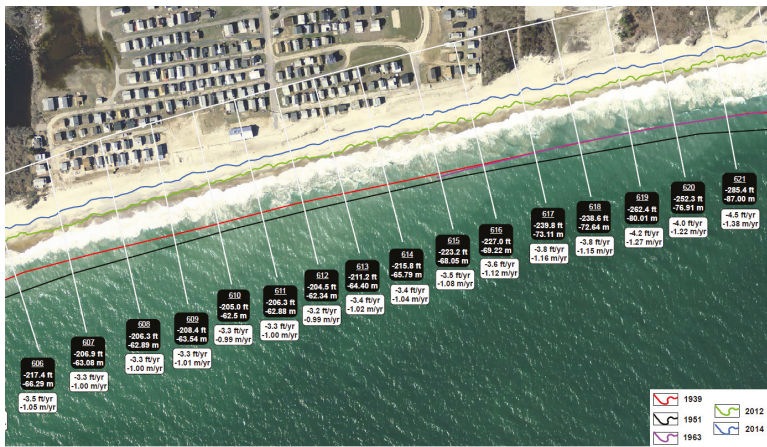 606
-217.4 ft
-66.29 m
-3.5 ft/yr
-1.05 m/yr
607
-206.9 ft
-63.08 m
-3.3 ft/yr
-1.00 m/yr
608
-206.3 ft
-62.89 m
-3.3 ft/yr
-1.00 m/yr
609
-208.4 ft
-63.54 m
-3.3 ft/yr
-1.01 m/yr
610
-205.0 ft
-62.5 m
-3.3 ft/yr
-0.99 m/yr
611
-206.3 ft
-62.88 m
-3.3 ft/yr
-1.00 m/yr
612
-204.5 ft
-62.34 m
-3.2 ft/yr
-0.99 m/yr
613
-211.2 ft
-64.40 m
-3.4 ft/yr
-1.02 m/yr
614
-215.8 ft
-65.79 m
-3.4 ft/yr
-1.04 m/yr
615
-223.2 ft
-68.05 m
-3.5 ft/yr
-1.08 m/yr
616
-227.0 ft
-69.22 m
-3.6 ft/yr
-1.12 m/yr
617
-239.8 ft
-73.11 m
-3.8 ft/yr
-1.16 m/yr
618
-238.6 ft
-72.64 m
-3.8 ft/yr
-1.15 m/yr
619
-262.4 ft
-80.01 m
-4.2 ft/yr
-1.27 m/yr
620
-252.3 ft
-76.91 m
-4.0 ft/yr
-1.22 m/yr
621
-285.4 ft
-87.00 m
-4.5 ft/yr
-1.38 m/yr
1939
1951
1963
2012
2014